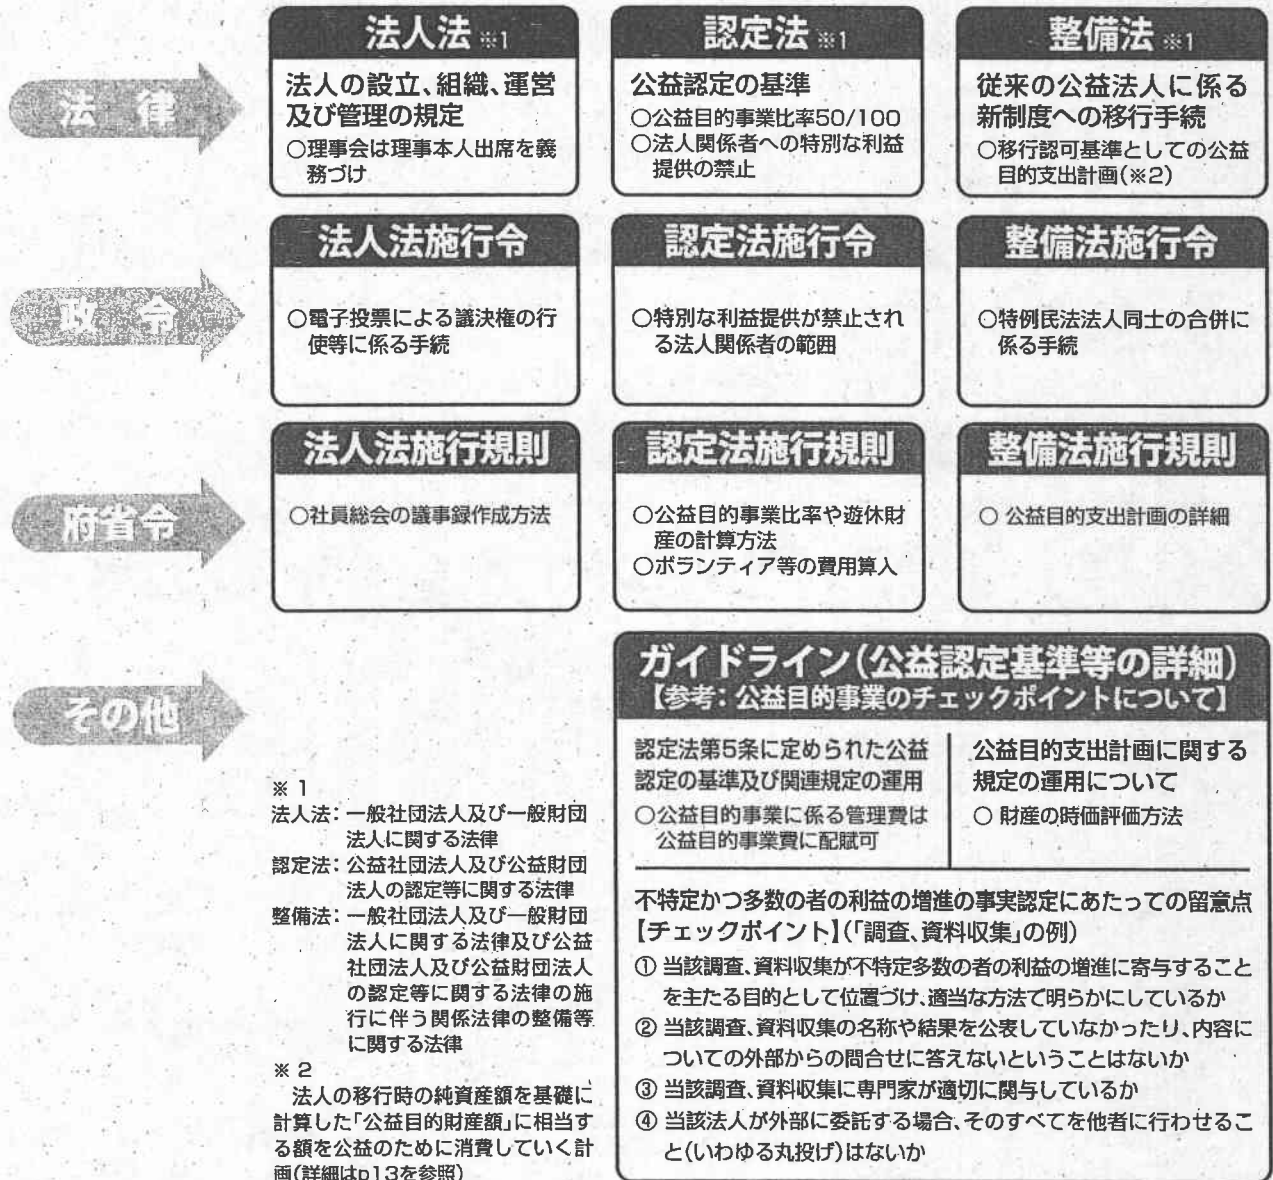 法律
法人法 ※1
法人の設立、組織、運営
及び管理の規定
○理事会は理事本人出席を義
務づけ
認定法 ※1
公益認定の基準
○公益目的事業比率50/100
○法人関係者への特別な利益
提供の禁止
整備法 ※1
従来の公益法人に係る
新制度への移行手続
○移行認可基準としての公益
目的支出計画(※2)
政令
法人法施行令
○電子投票による議決権の行
使等に係る手続
認定法施行令
○特別な利益提供が禁止され
る法人関係者の範囲
整備法施行令
○特例民法法人同士の合併に
係る手続
府省令
法人法施行規則
○社員総会の議事録作成方法
認定法施行規則
○公益目的事業比率や遊休財
産の計算方法
○ボランティア等の費用算入
整備法施行規則
○ 公益目的支出計画の詳細
その他
ガイドライン(公益認定基準等の詳細)
【参考:公益目的事業のチェックポイントについて】
認定法第5条に定められた公益
認定の基準及び関連規定の運用
○公益目的事業に係る管理費は
公益目的事業費に配賦可
公益目的支出計画に関する
規定の運用について
○ 財産の時価評価方法
不特定かつ多数の者の利益の増進の事実認定にあたっての留意点
【チェックポイント】(「調査、資料収集」の例)
① 当該調査、資料収集が不特定多数の者の利益の増進に寄与すること
を主たる目的として位置づけ、適当な方法で明らかにしているか
② 当該調査、資料収集の名称や結果を公表していなかったり、内容に
ついての外部からの問合せに答えないということはないか
③ 当該調査、資料収集に専門家が適切に関与しているか
④ 当該法人が外部に委託する場合、そのすべてを他者に行わせるこ
と(いわゆる丸投げ)はないか
※ 1
法人法:一般社団法人及び一般財団
法人に関する法律
認定法:公益社団法人及び公益財団
法人の認定等に関する法律
整備法:一般社団法人及び一般財団
法人に関する法律及び公益
社団法人及び公益財団法人
の認定等に関する法律の施
行に伴う関係法律の整備等
に関する法律
※ 2
法人の移行時の純資産額を基礎に
計算した「公益目的財産額」に相当す
る額を公益のために消費していく計
画(詳細はp13を参照)